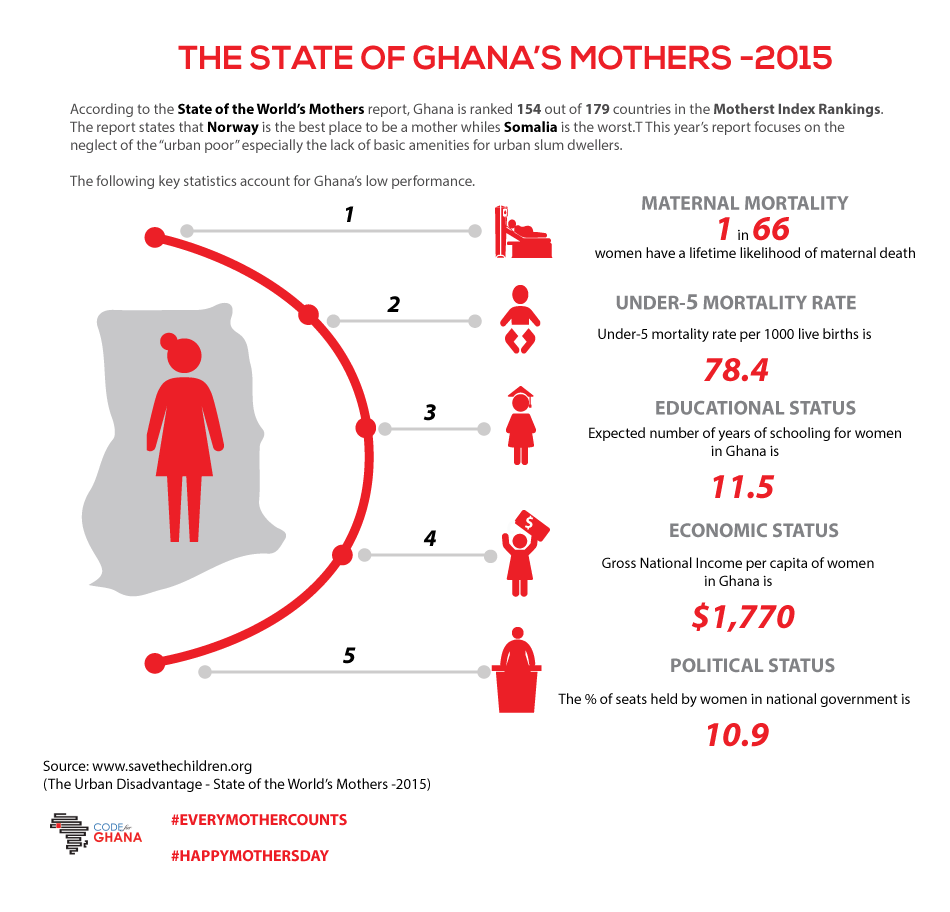 THE STATE OF GHANA'S MOTHERS -2015
According to the State of the World's Mothers report, Ghana is ranked 154 out of 179 countries in the Motherst Index Rankings.
The report states that Norway is the best place to be a mother whiles Somalia is the worst.T This year's report focuses on the
neglect of the "urban poor" especially the lack of basic amenities for urban slum dwellers.
The following key statistics account for Ghana's low performance.
1
MATERNAL MORTALITY
1 in 66
women have a lifetime likelihood of maternal death
2
UNDER-5 MORTALITY RATE
Under-5 mortality rate per 1000 live births is
78.4
3
EDUCATIONAL STATUS
Expected number of years of schooling for women
in Ghana is
11.5
4
ECONOMIC STATUS
Gross National Income per capita of women
in Ghana is
$1,770
5
POLITICAL STATUS
The % of seats held by women in national government is
10.9
$
Source: www.savethechildren.org
(The Urban Disadvantage - State of the World's Mothers -2015)
CODE for
GHANA
#EVERYMOTHERCOUNTS
#HAPPYMOTHERSDAY